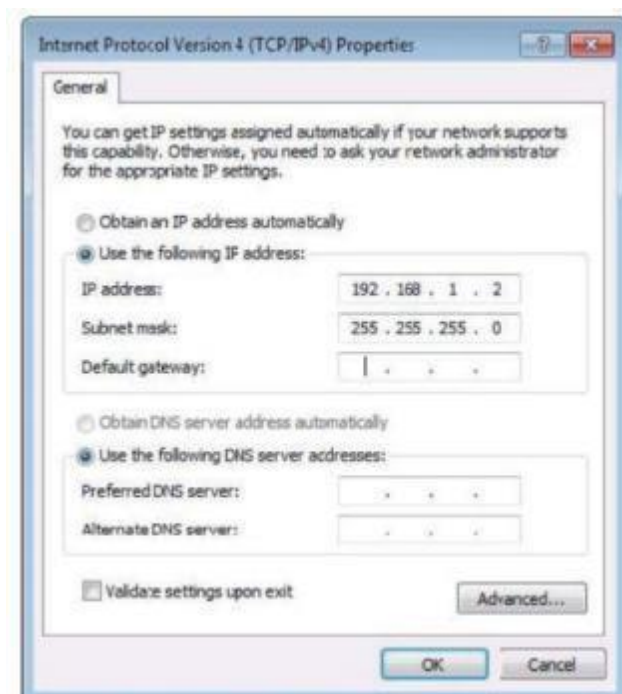 Internet Protocol Version 4 (TCP/IPv4) Properties
General
You can get IP settings assigned automatically if your network supports
this capability. Otherwise, you need to ask your network administrator
for the appropriate IP settings.
Obtain an IP address automatically
Use the following IP address:
IP address: 192 . 168 . 1 . 2
Subnet mask: 255 . 255 . 255 . 0
Default gateway: . . .
Obtain DNS server address automatically
Use the following DNS server addresses:
Preferred DNS server: . . .
Alternate DNS server: . . .
Validate settings upon exit
Advanced...
OK Cancel